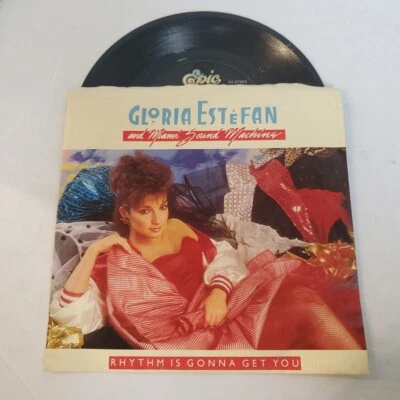 Epic
GLORIA ESTEFAN
and Miami Sound Machine
RHYTHM IS GONNA GET YOU